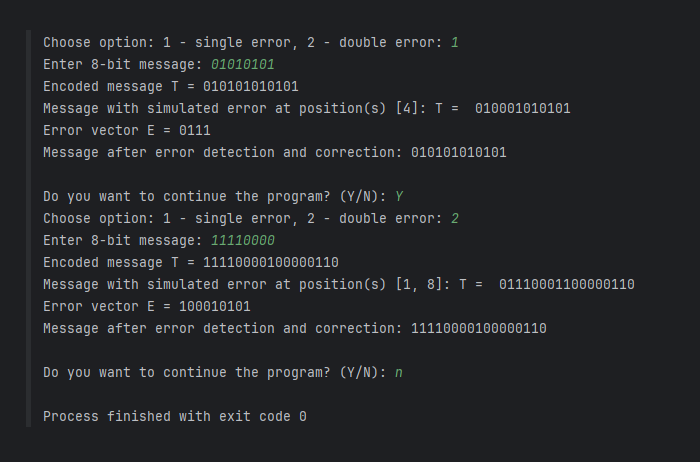 Choose option: 1 - single error, 2 - double error: 1
Enter 8-bit message: 01010101
Encoded message T = 010101010101
Message with simulated error at position(s) [4]: T =  010001010101
Error vector E = 0111
Message after error detection and correction: 010101010101
Do you want to continue the program? (Y/N): Y
Choose option: 1 - single error, 2 - double error: 2
Enter 8-bit message: 11110000
Encoded message T = 11110000100000110
Message with simulated error at position(s) [1, 8]: T =  01110001100000110
Error vector E = 100010101
Message after error detection and correction: 11110000100000110
Do you want to continue the program? (Y/N): n
Process finished with exit code 0